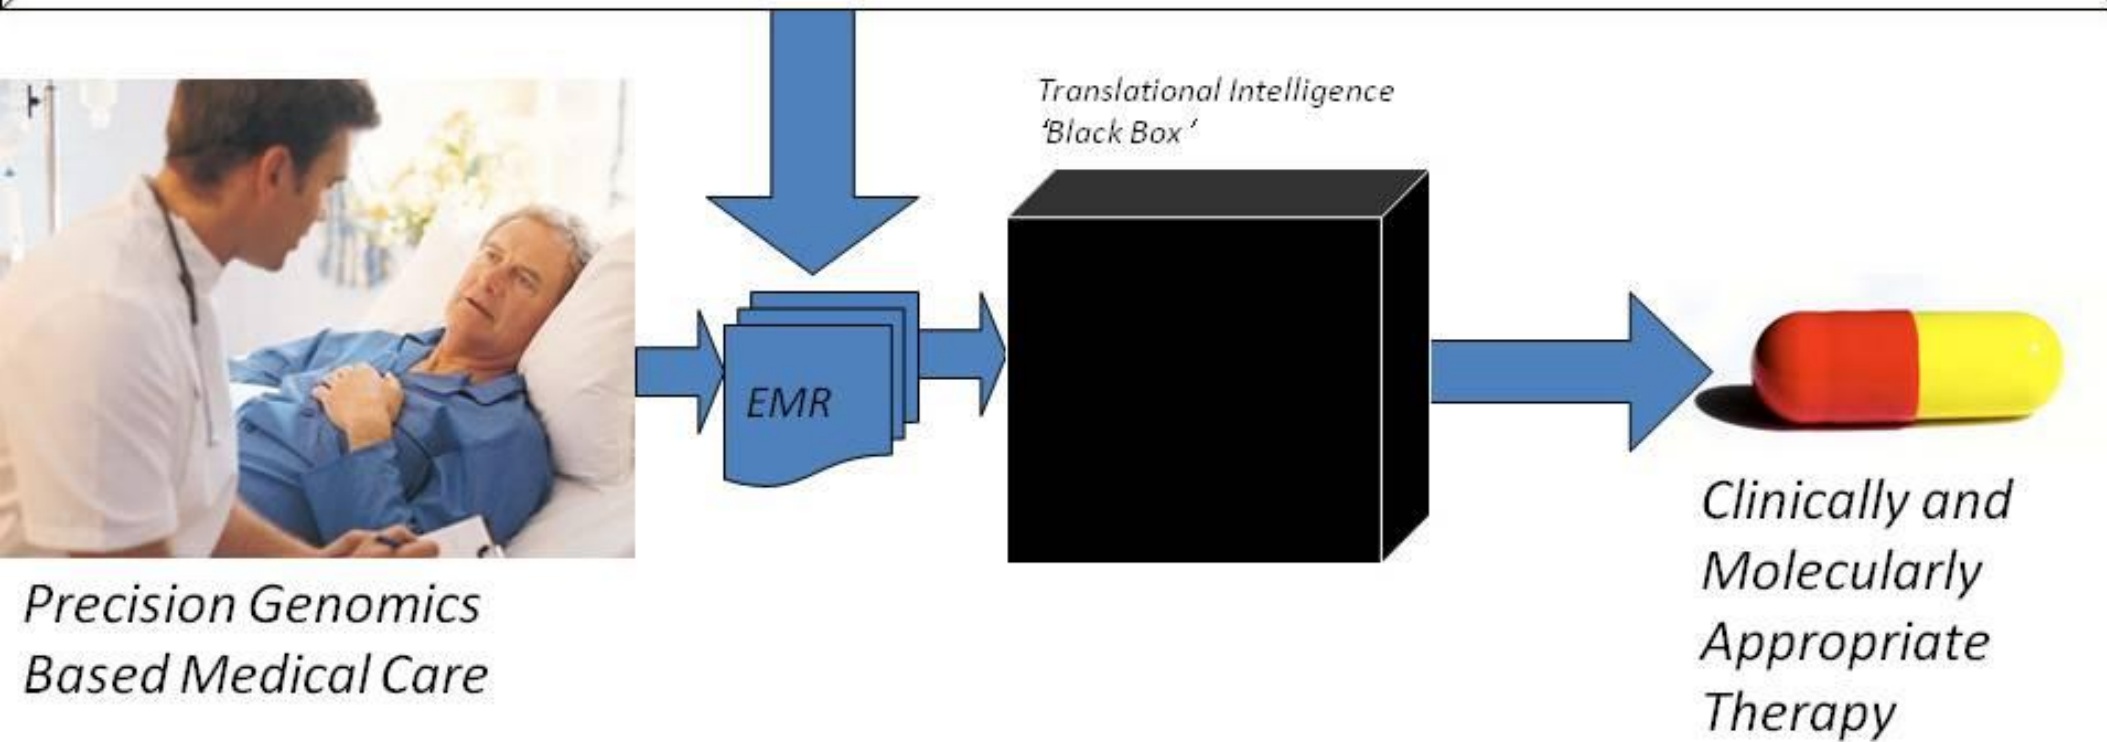 Translational Intelligence
‘Black Box’
EMR
Precision Genomics
Based Medical Care
Clinically and
Molecularly
Appropriate
Therapy